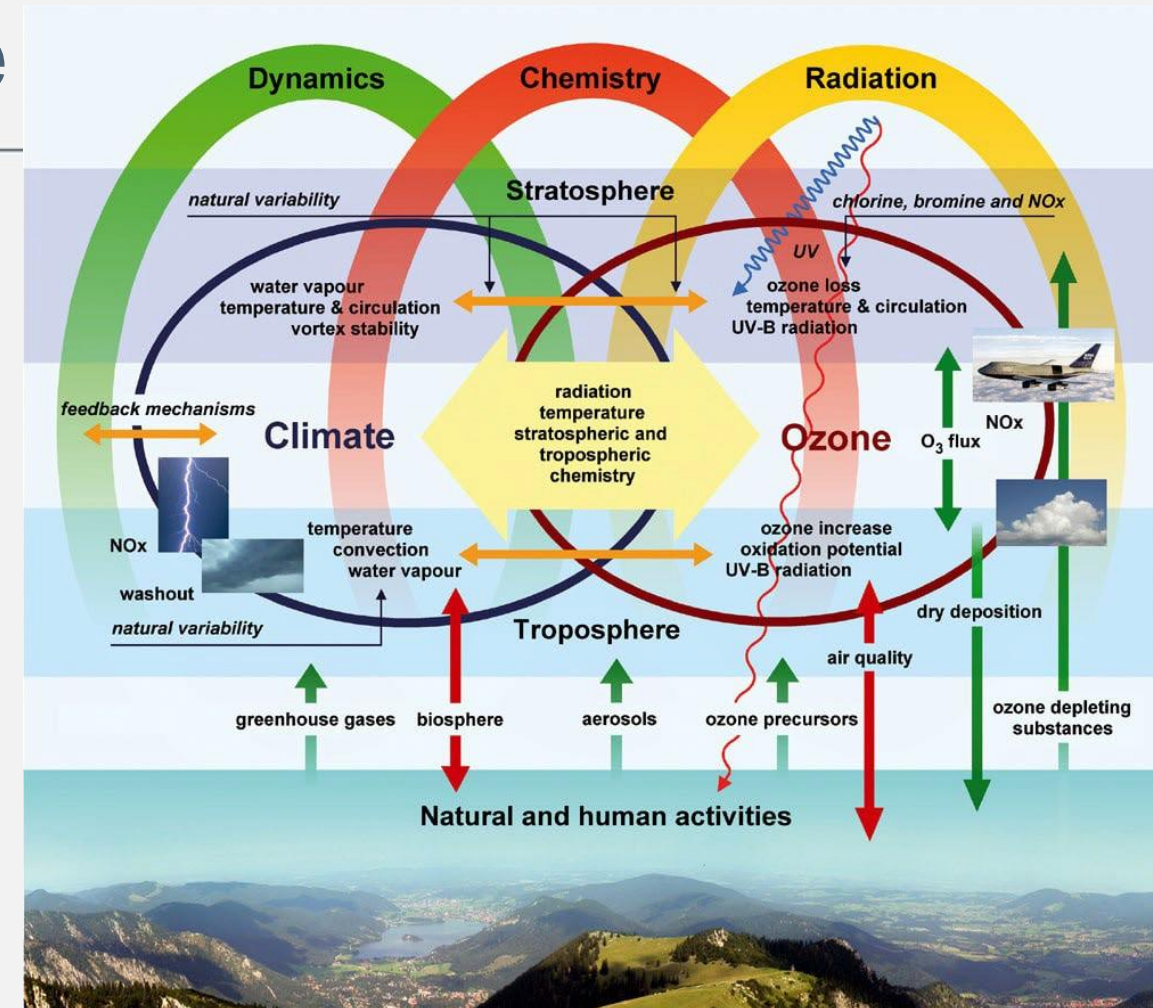 e
Dynamics
Chemistry
Radiation
natural variability
Stratosphere
chlorine, bromine and NOx
UV
water vapour
temperature & circulation
vortex stability
ozone loss
temperature & circulation
UV-B radiation
feedback mechanisms
Climate
radiation
temperature
stratospheric and
tropospheric
chemistry
Ozone
O₃ flux
NOx
NOx
washout
natural variability
temperature
convection
water vapour
ozone increase
oxidation potential
UV-B radiation
Troposphere
dry deposition
air quality
greenhouse gases
biosphere
aerosols
ozone precursors
ozone depleting
substances
Natural and human activities